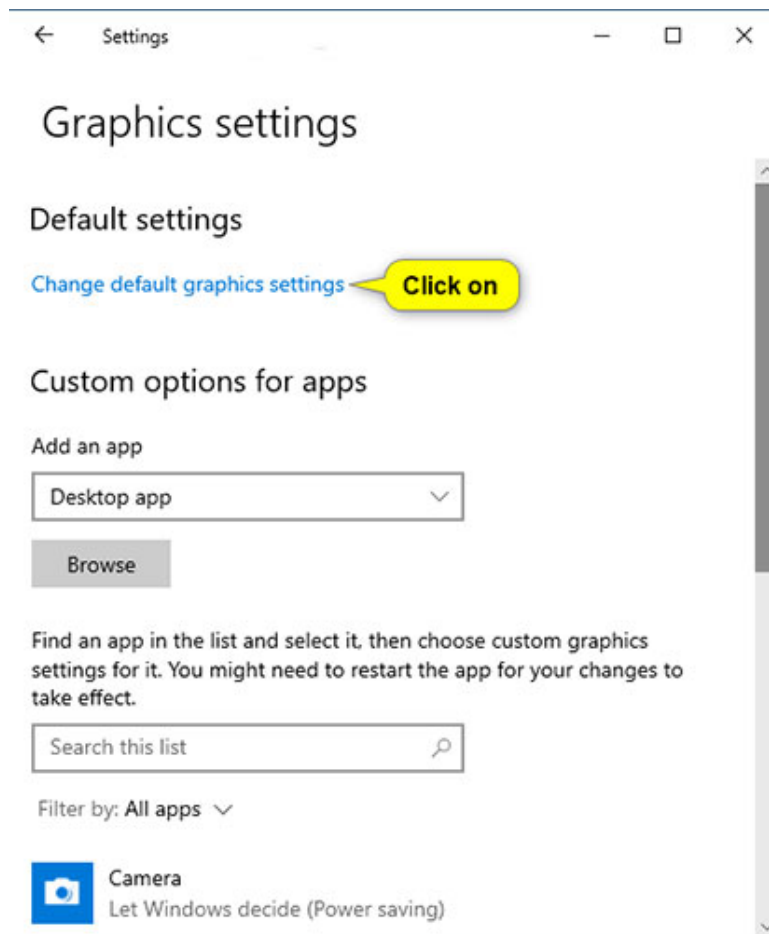 Settings
Graphics settings
Default settings
Change default graphics settings
Click on
Custom options for apps
Add an app
Desktop app
Browse
Find an app in the list and select it, then choose custom graphics
settings for it. You might need to restart the app for your changes to
take effect.
Search this list
Filter by: All apps
Camera
Let Windows decide (Power saving)